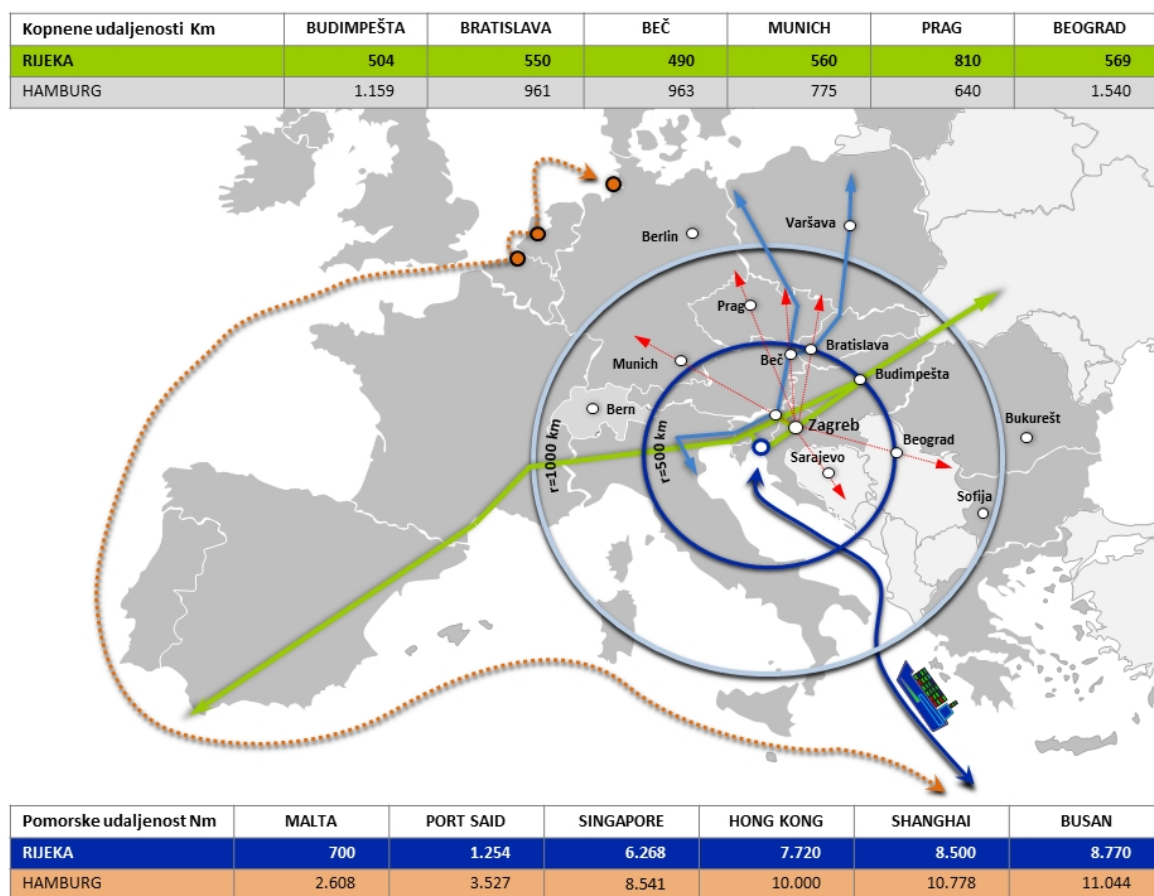 Kopnene udaljenosti Km BUDIMPEŠTA BRATISLAVA BEČ MUNICH PRAG BEOGRAD
RIJEKA 504 550 490 560 810 569
HAMBURG 1.159 961 963 775 640 1.540
Varšava
Berlin
Prag
Bratislava
Beč
Munich
Budimpešta
Bern
Bukurešt
Zagreb
Beograd
r=1000 km
r=500 km
Sarajevo
Sofija
Pomorske udaljenost Nm MALTA PORT SAID SINGAPORE HONG KONG SHANGHAI BUSAN
RIJEKA 700 1.254 6.268 7.720 8.500 8.770
HAMBURG 2.608 3.527 8.541 10.000 10.778 11.044